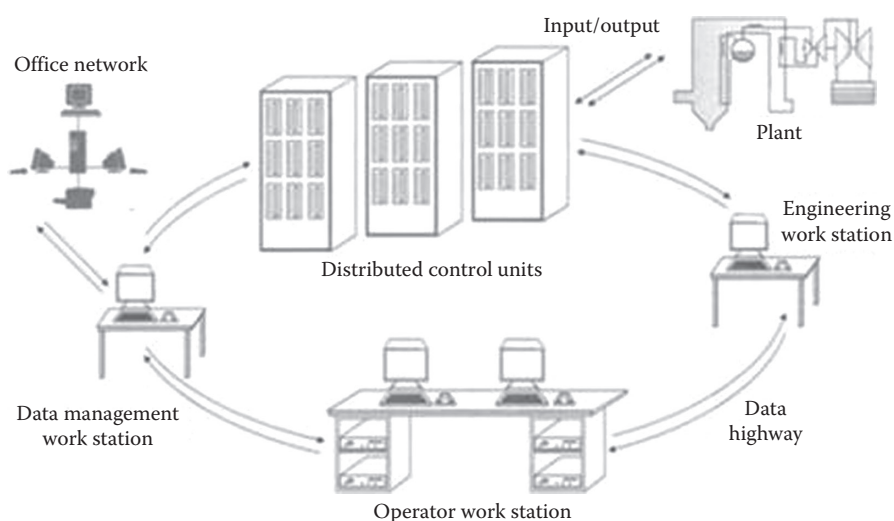 Input/output
Office network
Plant
Engineering
work station
Distributed control units
Data management
work station
Data
highway
Operator work station